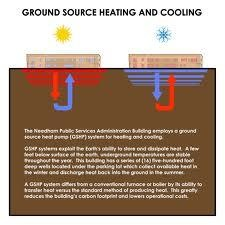 GROUND SOURCE HEATING AND COOLING
The Needham Public Services Administration Building employs a ground
source heat pump (GSHP) system for heating and cooling.
GSHP systems exploit the Earth's ability to store and dissipate heat. A few
feet below the surface of the earth, underground temperatures are stable
throughout the year. This building has a series of (16) five-hundred foot
deep wells located under the parking lot which collect available heat in
the winter and discharge heat back into the ground in the summer.
A GSHP system differs from a conventional furnace or boiler by its ability to
transfer heat versus the standard method of producing heat. This greatly
reduces the building's carbon footprint and lowers operational costs.